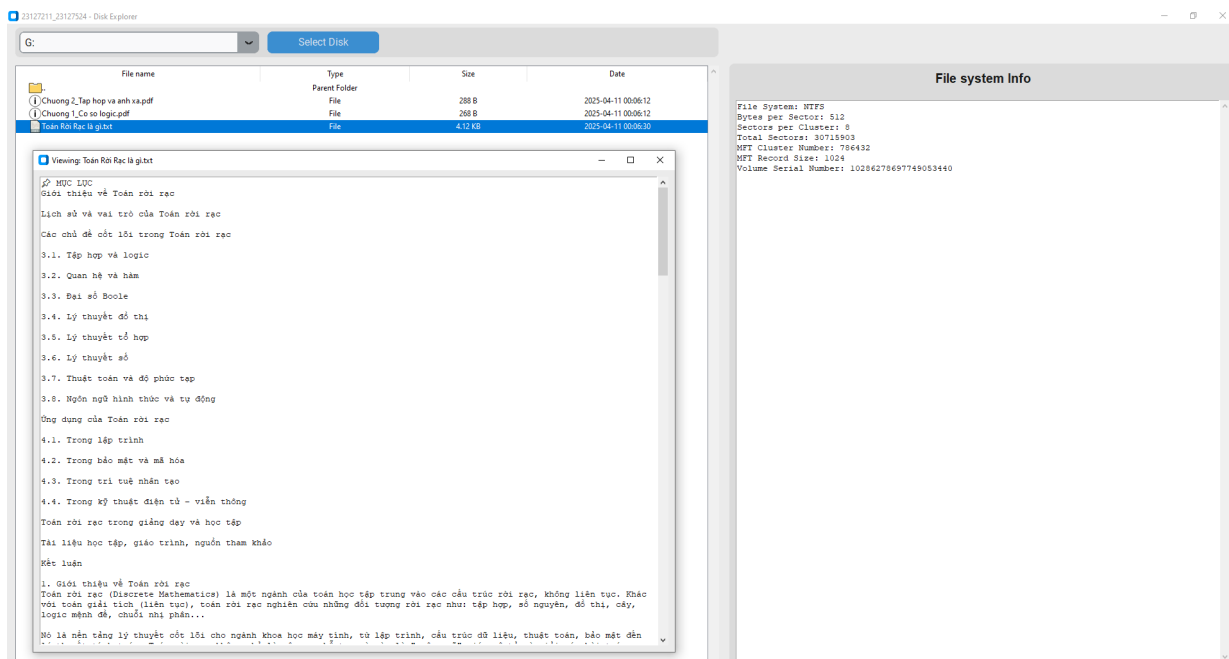 23127211_23127524 - Disk Explorer
G:
Select Disk
File name Type Size Date
.. Parent Folder
Chuong 2_Tap hop va anh xa.pdf File 288 B 2025-04-11 00:06:12
Chuong 1_Co so logic.pdf File 268 B 2025-04-11 00:06:12
Toán Rời Rạc là gì.txt File 4.12 KB 2025-04-11 00:06:30
Viewing: Toán Rời Rạc là gì.txt
MỤC LỤC
Giới thiệu về Toán rời rạc
Lịch sử và vai trò của Toán rời rạc
Các chủ đề cốt lõi trong Toán rời rạc
3.1. Tập hợp và logic
3.2. Quan hệ và hàm
3.3. Đại số Boole
3.4. Lý thuyết đồ thị
3.5. Lý thuyết tổ hợp
3.6. Lý thuyết số
3.7. Thuật toán và độ phức tạp
3.8. Ngôn ngữ hình thức và tự động
Ứng dụng của Toán rời rạc
4.1. Trong lập trình
4.2. Trong bảo mật và mã hóa
4.3. Trong trí tuệ nhân tạo
4.4. Trong kỹ thuật điện tử – viễn thông
Toán rời rạc trong giảng dạy và học tập
Tài liệu học tập, giáo trình, nguồn tham khảo
Kết luận
1. Giới thiệu về Toán rời rạc
Toán rời rạc (Discrete Mathematics) là một ngành của toán học tập trung vào các cấu trúc rời rạc, không liên tục. Khác
với toán giải tích (liên tục), toán rời rạc nghiên cứu những đối tượng rời rạc như: tập hợp, số nguyên, đồ thị, cây,
logic mệnh đề, chuỗi nhị phân...
Nó là nền tảng lý thuyết cốt lõi cho ngành khoa học máy tính, từ lập trình, cấu trúc dữ liệu, thuật toán, bảo mật đến
File system Info
File System: NTFS
Bytes per Sector: 512
Sectors per Cluster: 8
Total Sectors: 30715903
MFT Cluster Number: 786432
MFT Record Size: 1024
Volume Serial Number: 10286278697749053440